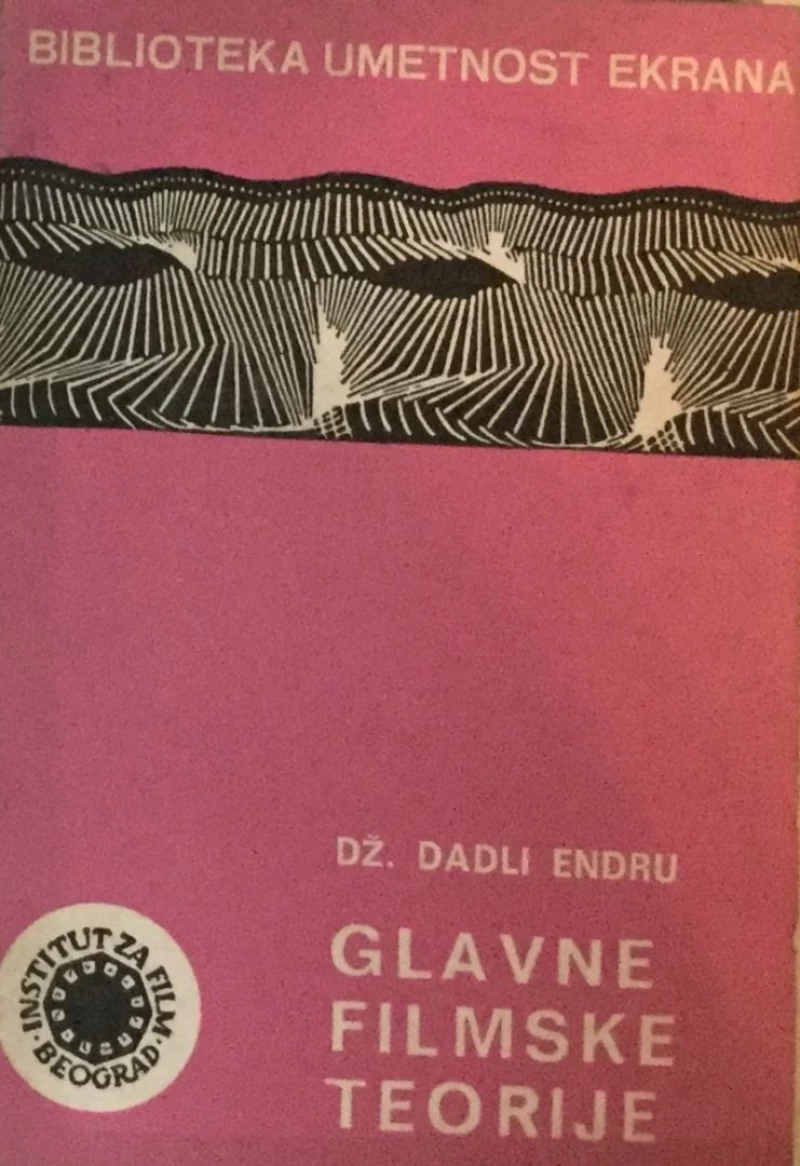 BIBLIOTEKA UMETNOST EKRANA
DŽ. DADLI ENDRU
GLAVNE
FILMSKE
TEORIJE
INSTITUT ZA FILM
· BEOGRAD ·